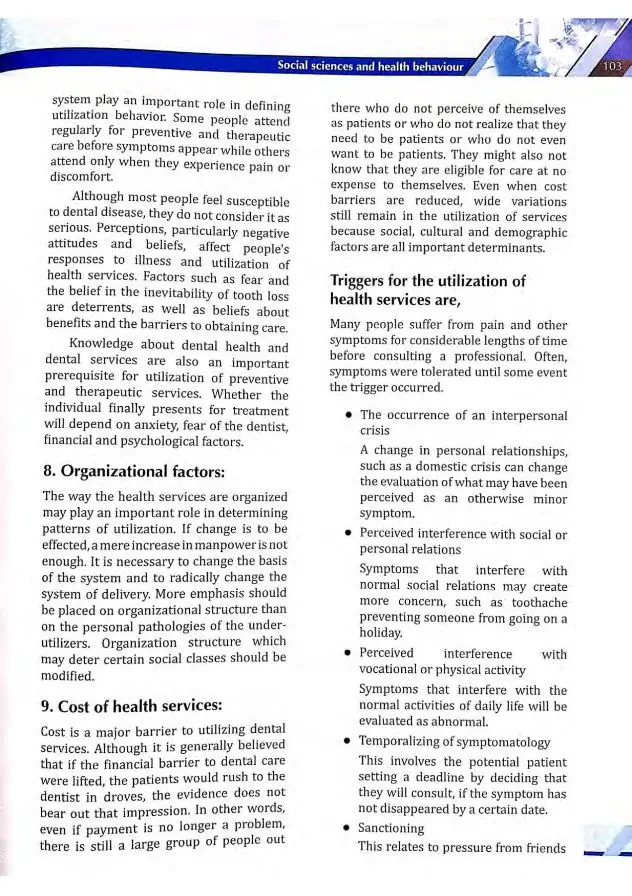 Social sciences and health behaviour
103
system play an important role in defining
utilization behavior. Some people attend
regularly for preventive and therapeutic
care before symptoms appear while others
attend only when they experience pain or
discomfort.
Although most people feel susceptible
to dental disease, they do not consider it as
serious. Perceptions, particularly negative
attitudes and beliefs, affect people's
responses to illness and utilization of
health services. Factors such as fear and
the belief in the inevitability of tooth loss
are deterrents, as well as beliefs about
benefits and the barriers to obtaining care.
Knowledge about dental health and
dental services are also an important
prerequisite for utilization of preventive
and therapeutic services. Whether the
individual finally presents for treatment
will depend on anxiety, fear of the dentist,
financial and psychological factors.
8. Organizational factors:
The way the health services are organized
may play an important role in determining
patterns of utilization. If change is to be
effected, a mere increase in manpower is not
enough. It is necessary to change the basis
of the system and to radically change the
system of delivery. More emphasis should
be placed on organizational structure than
on the personal pathologies of the under-
utilizers. Organization structure which
may deter certain social classes should be
modified.
9. Cost of health services:
Cost is a major barrier to utilizing dental
services. Although it is generally believed
that if the financial barrier to dental care
were lifted, the patients would rush to the
dentist in droves, the evidence does not
bear out that impression. In other words,
even if payment is no longer a problem,
there is still a large group of people out
there who do not perceive of themselves
as patients or who do not realize that they
need to be patients or who do not even
want to be patients. They might also not
know that they are eligible for care at no
expense to themselves. Even when cost
barriers are reduced, wide variations
still remain in the utilization of services
because social, cultural and demographic
factors are all important determinants.
Triggers for the utilization of
health services are,
Many people suffer from pain and other
symptoms for considerable lengths of time
before consulting a professional. Often,
symptoms were tolerated until some event
the trigger occurred.
• The occurrence of an interpersonal
crisis
A change in personal relationships,
such as a domestic crisis can change
the evaluation of what may have been
perceived as an otherwise minor
symptom.
• Perceived interference with social or
personal relations
Symptoms that interfere with
normal social relations may create
more concern, such as toothache
preventing someone from going on a
holiday.
• Perceived interference with
vocational or physical activity
Symptoms that interfere with the
normal activities of daily life will be
evaluated as abnormal.
• Temporalizing of symptomatology
This involves the potential patient
setting a deadline by deciding that
they will consult, if the symptom has
not disappeared by a certain date.
• Sanctioning
This relates to pressure from friends